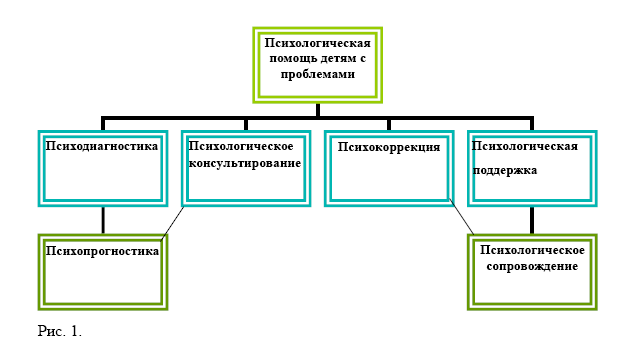 Психологическая
помощь детям с
проблемами
Психодиагностика
Психологическое
консультирование
Психокоррекция
Психологическая
поддержка
Психопрогностика
Психологическое
сопровождение
Рис. 1.